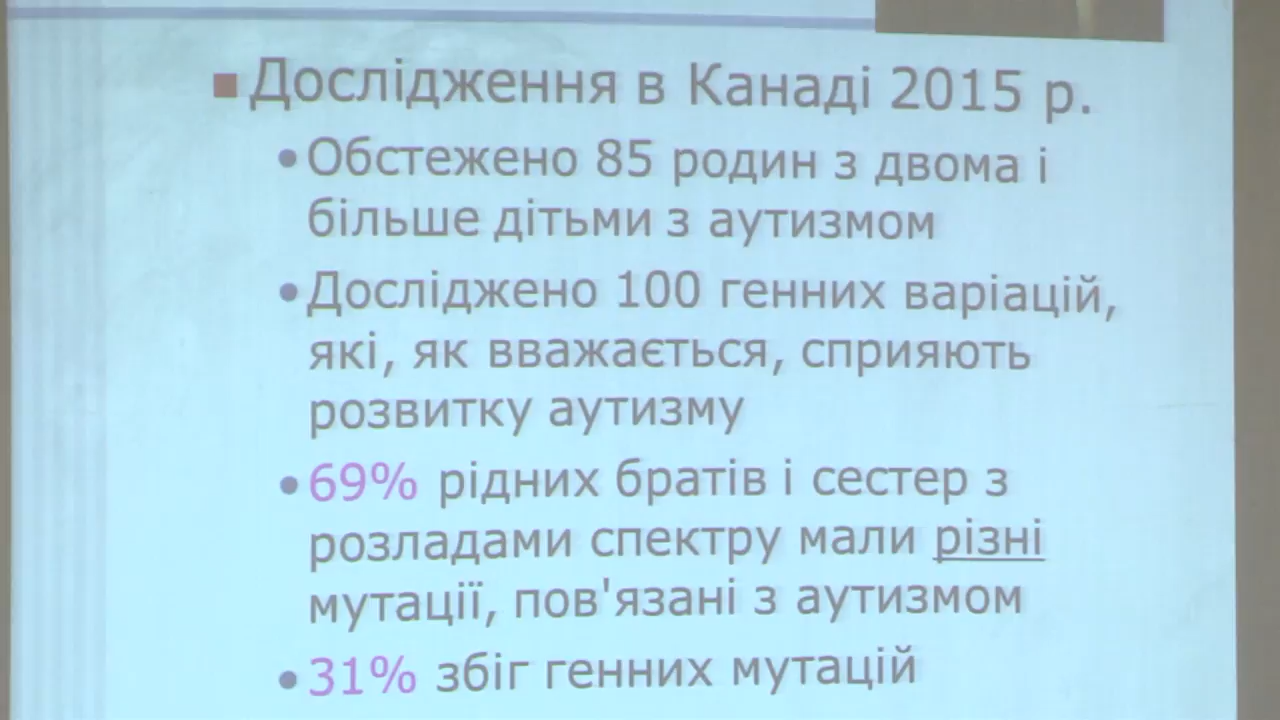 Дослідження в Канаді 2015 р.
Обстежено 85 родин з двома і
більше дітьми з аутизмом
Досліджено 100 генних варіацій,
які, як вважається, сприяють
розвитку аутизму
69% рідних братів і сестер з
розладами спектру мали різні
мутації, пов'язані з аутизмом
31% збіг генних мутацій